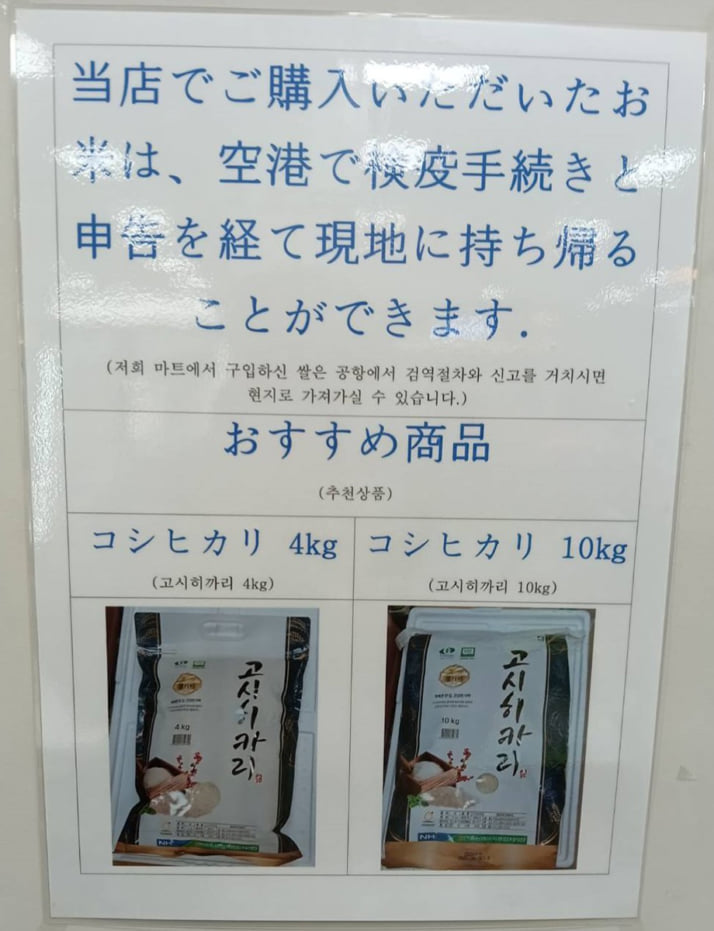 当店でご購入いただいたお
米は、空港で検疫手続きと
申告を経て現地に持ち帰る
ことができます.
(저희 마트에서 구입하신 쌀은 공항에서 검역절차와 신고를 거치시면
현지로 가져가실 수 있습니다.)
おすすめ商品
(추천상품)
コシヒカリ 4kg
コシヒカリ 10kg
(고시히까리 4kg)
(고시히까리 10kg)
고시히카리
4 kg
NH
고시히카리
10 kg
NH